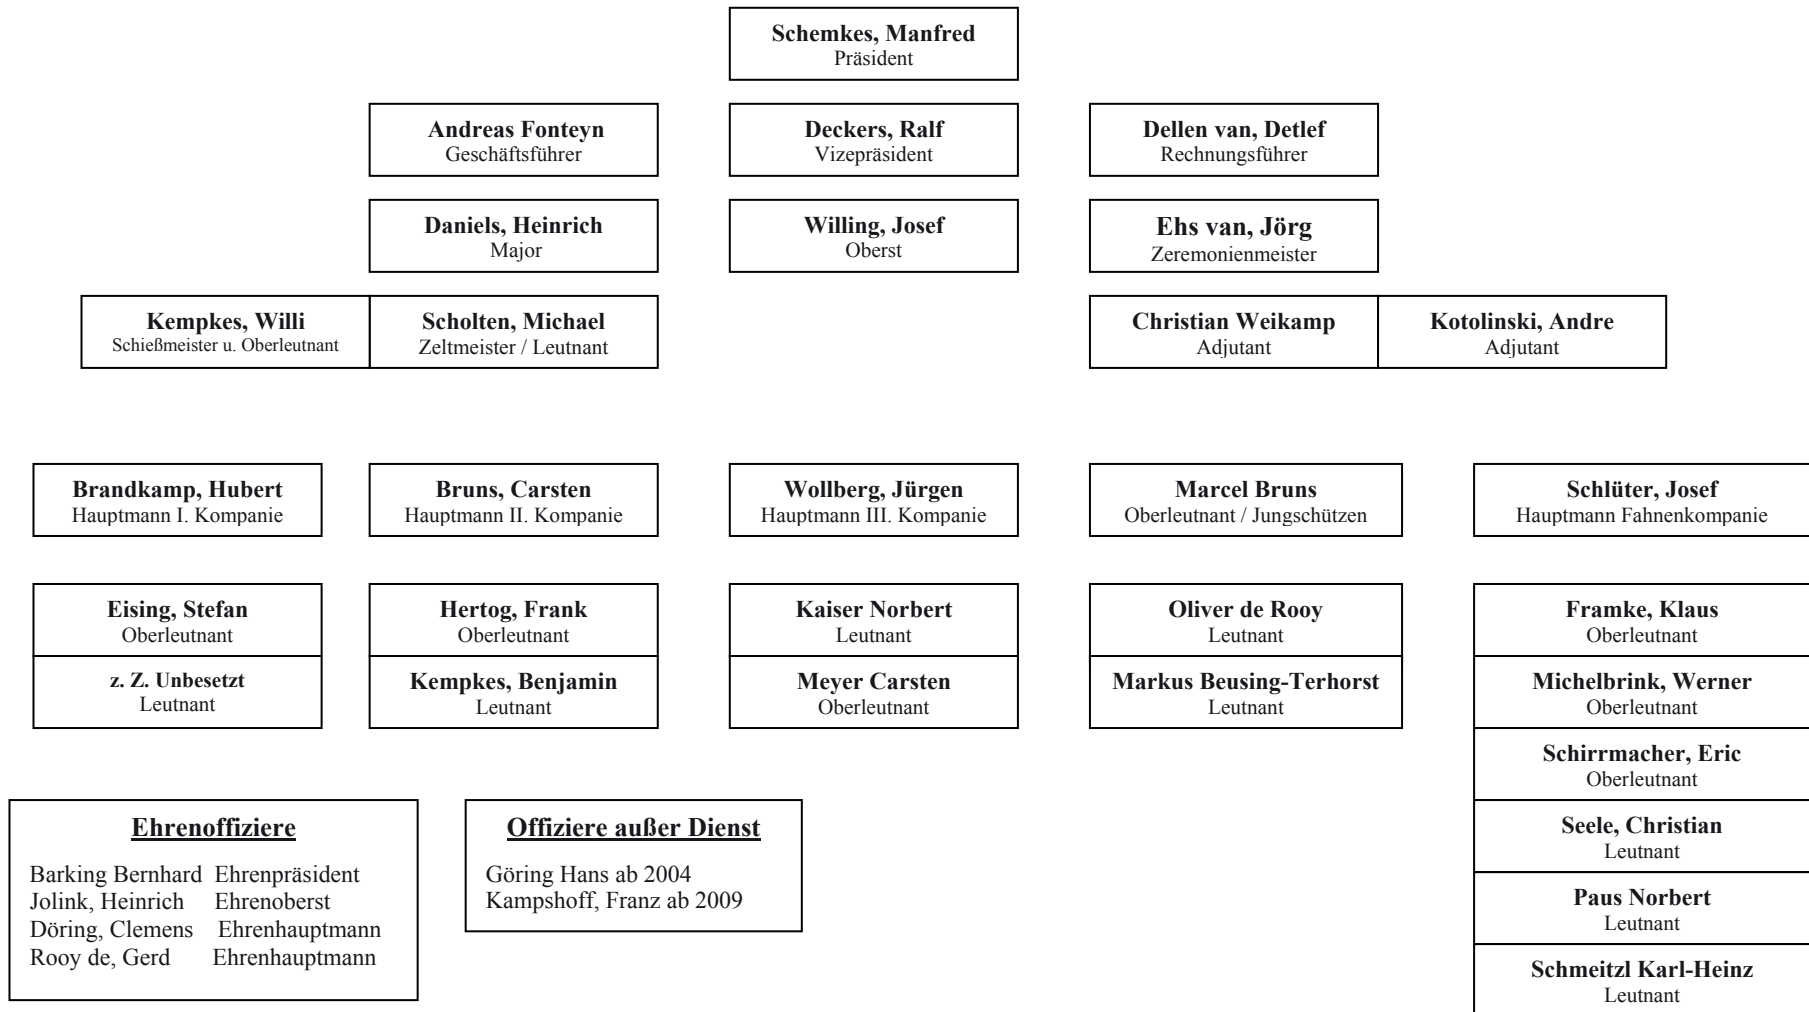 Schemkes, Manfred
Präsident
Andreas Fonteyn
Geschäftsführer
Deckers, Ralf
Vizepräsident
Dellen van, Detlef
Rechnungsführer
Daniels, Heinrich
Major
Willing, Josef
Oberst
Ehs van, Jörg
Zeremonienmeister
Kempkes, Willi
Schießmeister u. Oberleutnant
Scholten, Michael
Zeltmeister / Leutnant
Christian Weikamp
Adjutant
Kotolinski, Andre
Adjutant
Brandkamp, Hubert
Hauptmann I. Kompanie
Bruns, Carsten
Hauptmann II. Kompanie
Wollberg, Jürgen
Hauptmann III. Kompanie
Marcel Bruns
Oberleutnant / Jungschützen
Schlüter, Josef
Hauptmann Fahnenkompanie
Eising, Stefan
Oberleutnant
z. Z. Unbesetzt
Leutnant
Hertog, Frank
Oberleutnant
Kempkes, Benjamin
Leutnant
Kaiser Norbert
Leutnant
Meyer Carsten
Oberleutnant
Oliver de Rooy
Leutnant
Markus Beusing-Terhorst
Leutnant
Framke, Klaus
Oberleutnant
Michelbrink, Werner
Oberleutnant
Schirrmacher, Eric
Oberleutnant
Seele, Christian
Leutnant
Paus Norbert
Leutnant
Schmeitzl Karl-Heinz
Leutnant
Ehrenoffiziere
Barking Bernhard Ehrenpräsident
Jolink, Heinrich Ehrenoberst
Döring, Clemens Ehrenhauptmann
Rooy de, Gerd Ehrenhauptmann
Offiziere außer Dienst
Göring Hans ab 2004
Kampshoff, Franz ab 2009